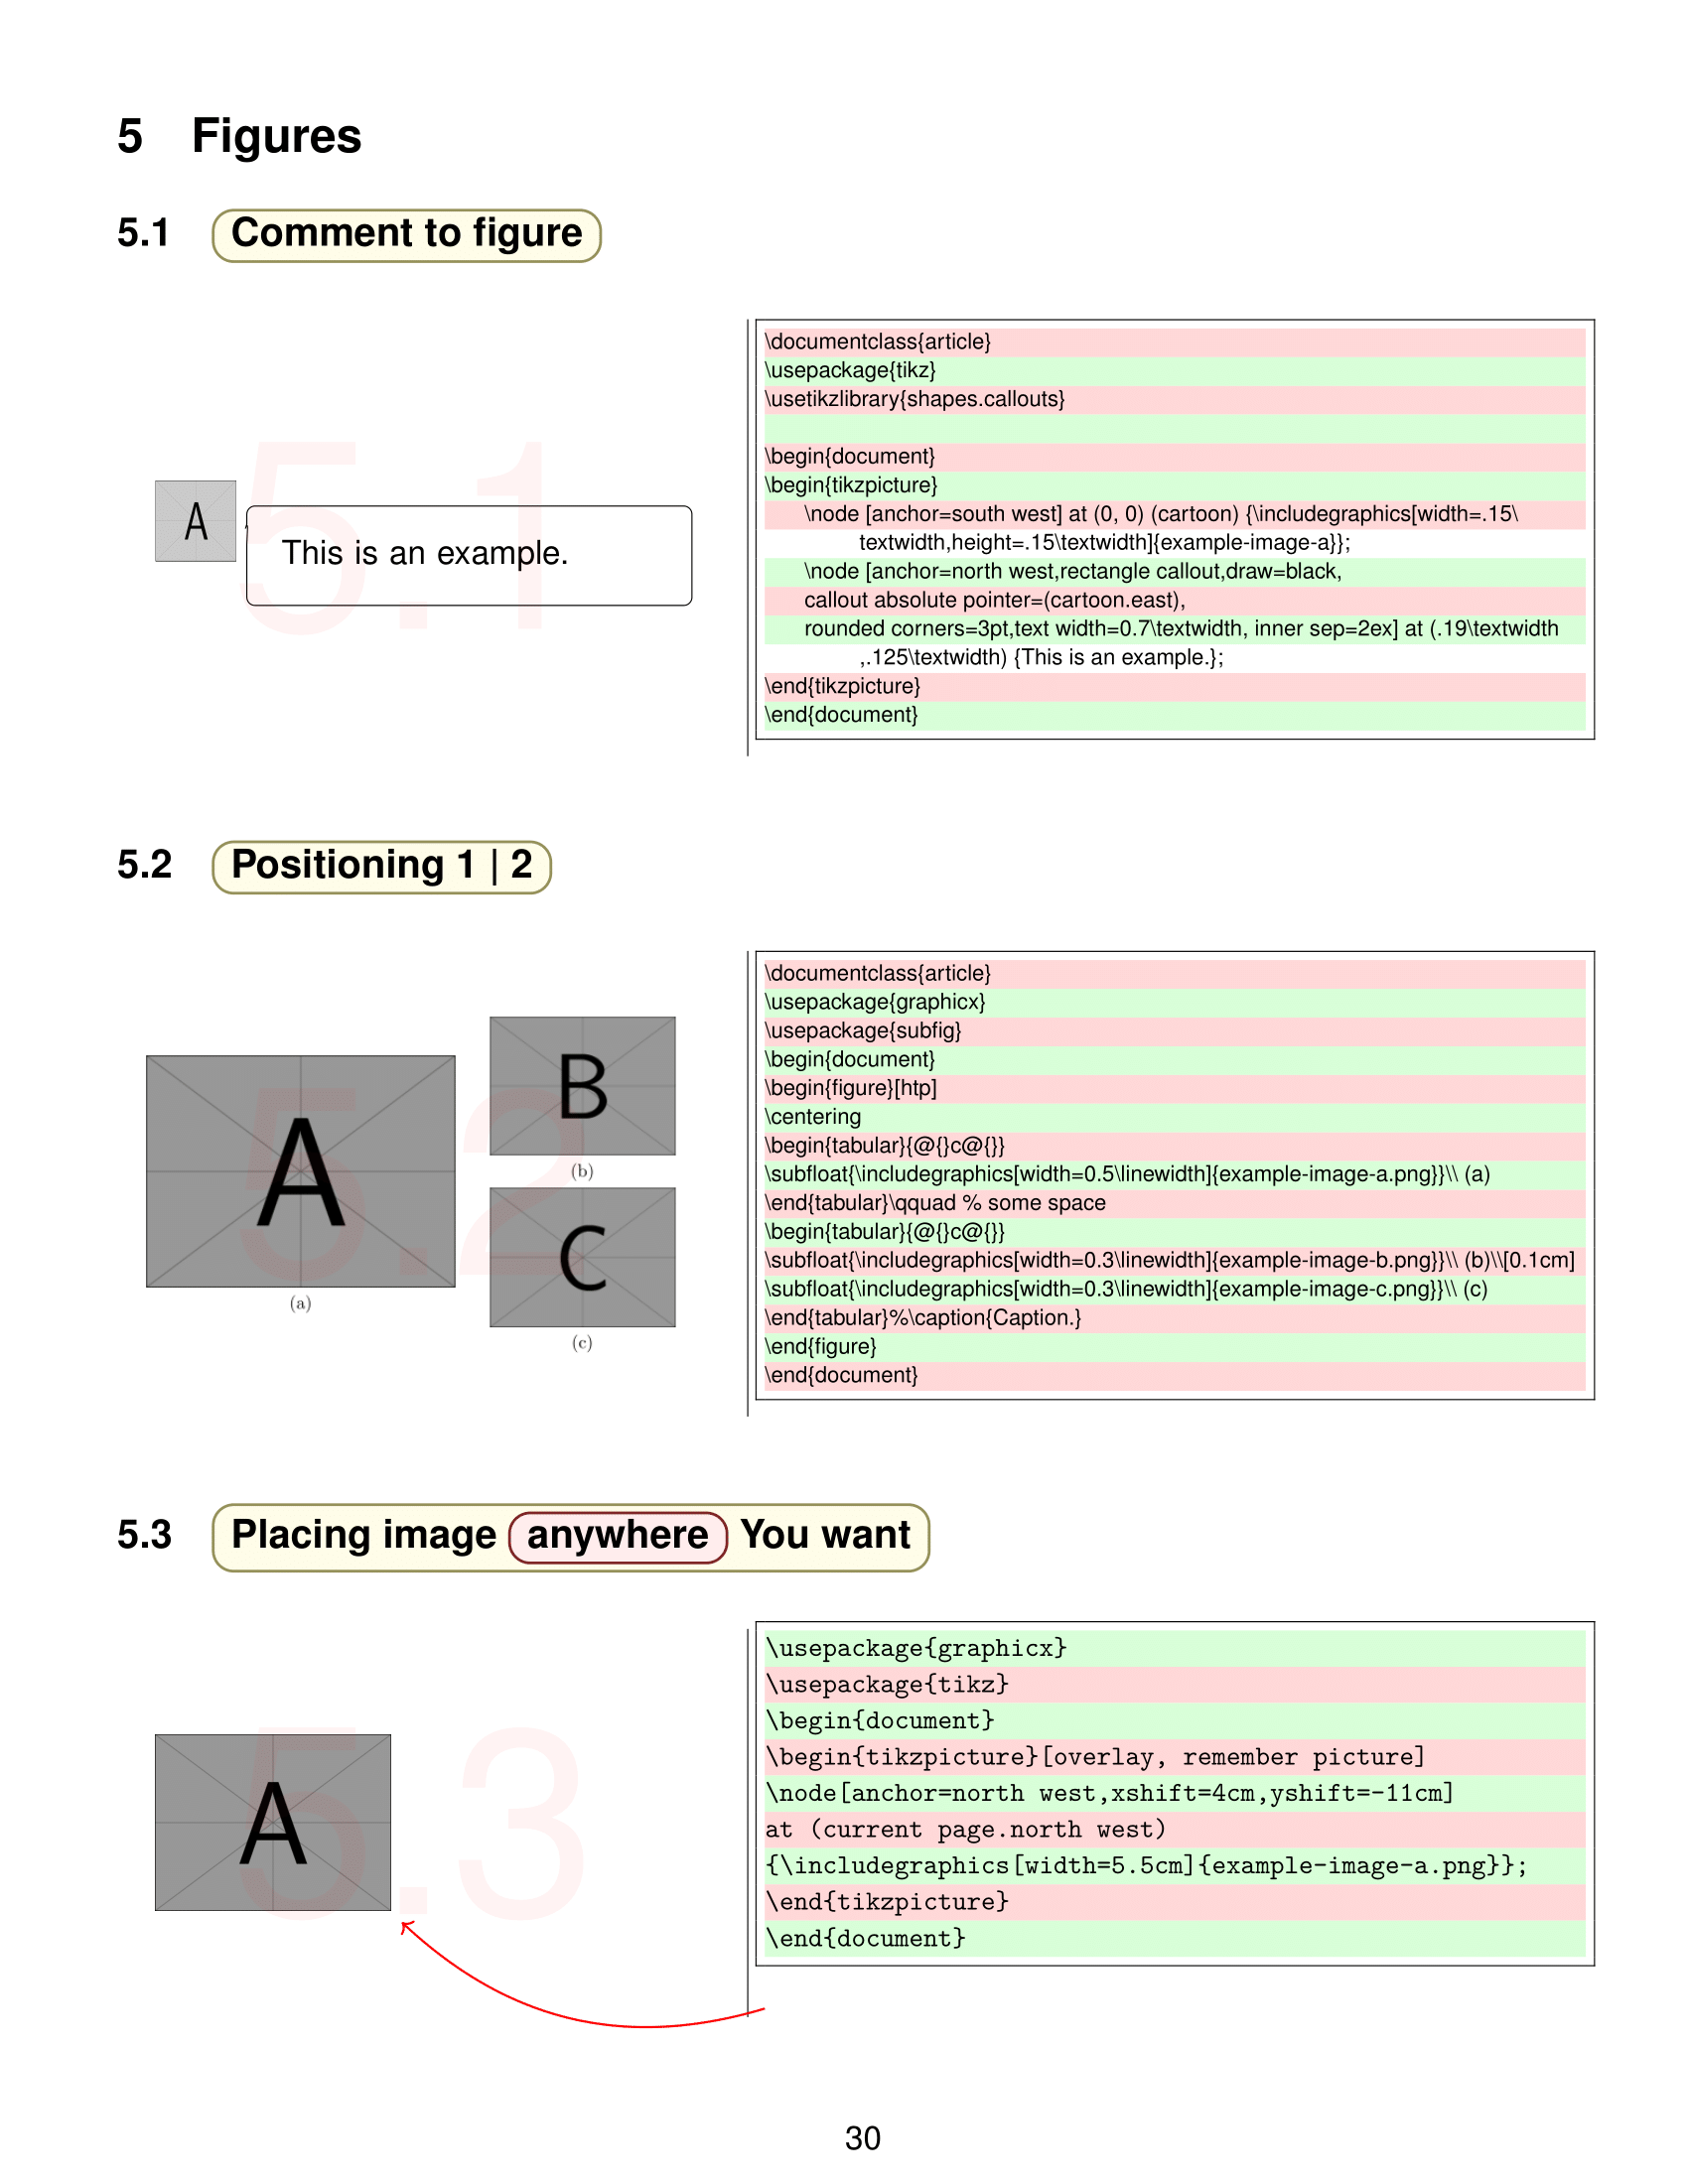 5 Figures
5.1 Comment to figure
5.1
A
This is an example.
\documentclass{article}
\usepackage{tikz}
\usetikzlibrary{shapes.callouts}
\begin{document}
\begin{tikzpicture}
\node [anchor=south west] at (0, 0) (cartoon) {\includegraphics[width=.15\
textwidth,height=.15\textwidth]{example-image-a}};
\node [anchor=north west,rectangle callout,draw=black,
callout absolute pointer=(cartoon.east),
rounded corners=3pt,text width=0.7\textwidth, inner sep=2ex] at (.19\textwidth
,.125\textwidth) {This is an example.};
\end{tikzpicture}
\end{document}
5.2 Positioning 1 | 2
5.2
A
(a)
B
(b)
C
(c)
\documentclass{article}
\usepackage{graphicx}
\usepackage{subfig}
\begin{document}
\begin{figure}[htp]
\centering
\begin{tabular}{@{}c@{}}
\subfloat{\includegraphics[width=0.5\linewidth]{example-image-a.png}}\\ (a)
\end{tabular}\qquad % some space
\begin{tabular}{@{}c@{}}
\subfloat{\includegraphics[width=0.3\linewidth]{example-image-b.png}}\\ (b)\\[0.1cm]
\subfloat{\includegraphics[width=0.3\linewidth]{example-image-c.png}}\\ (c)
\end{tabular}%\caption{Caption.}
\end{figure}
\end{document}
5.3 Placing image anywhere You want
5.3
A
\usepackage{graphicx}
\usepackage{tikz}
\begin{document}
\begin{tikzpicture}[overlay, remember picture]
\node[anchor=north west,xshift=4cm,yshift=-11cm]
at (current page.north west)
{\includegraphics[width=5.5cm]{example-image-a.png}};
\end{tikzpicture}
\end{document}
30